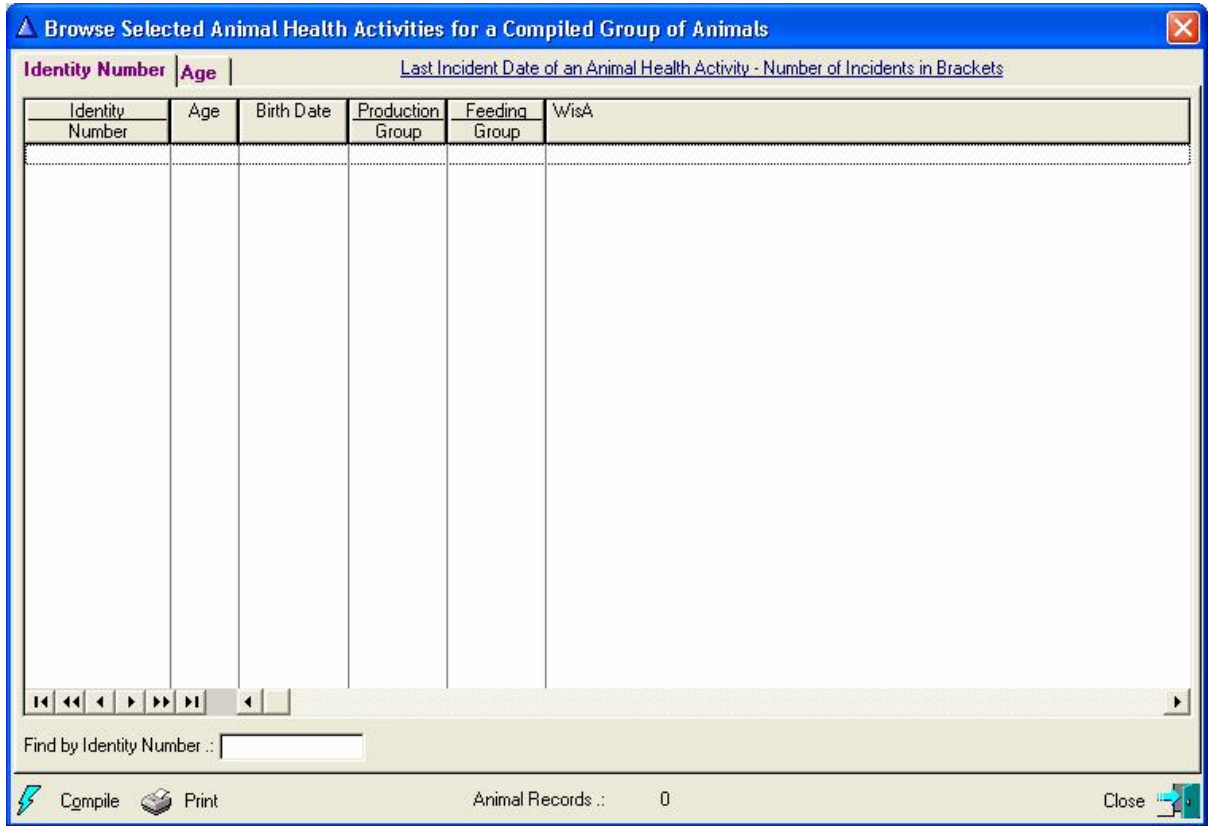 Browse Selected Animal Health Activities for a Compiled Group of Animals
Identity Number Age
Last Incident Date of an Animal Health Activity - Number of Incidents in Brackets
Identity Number Age Birth Date Production Group Feeding Group WisA
Find by Identity Number .:
Compile Print Animal Records .: 0 Close